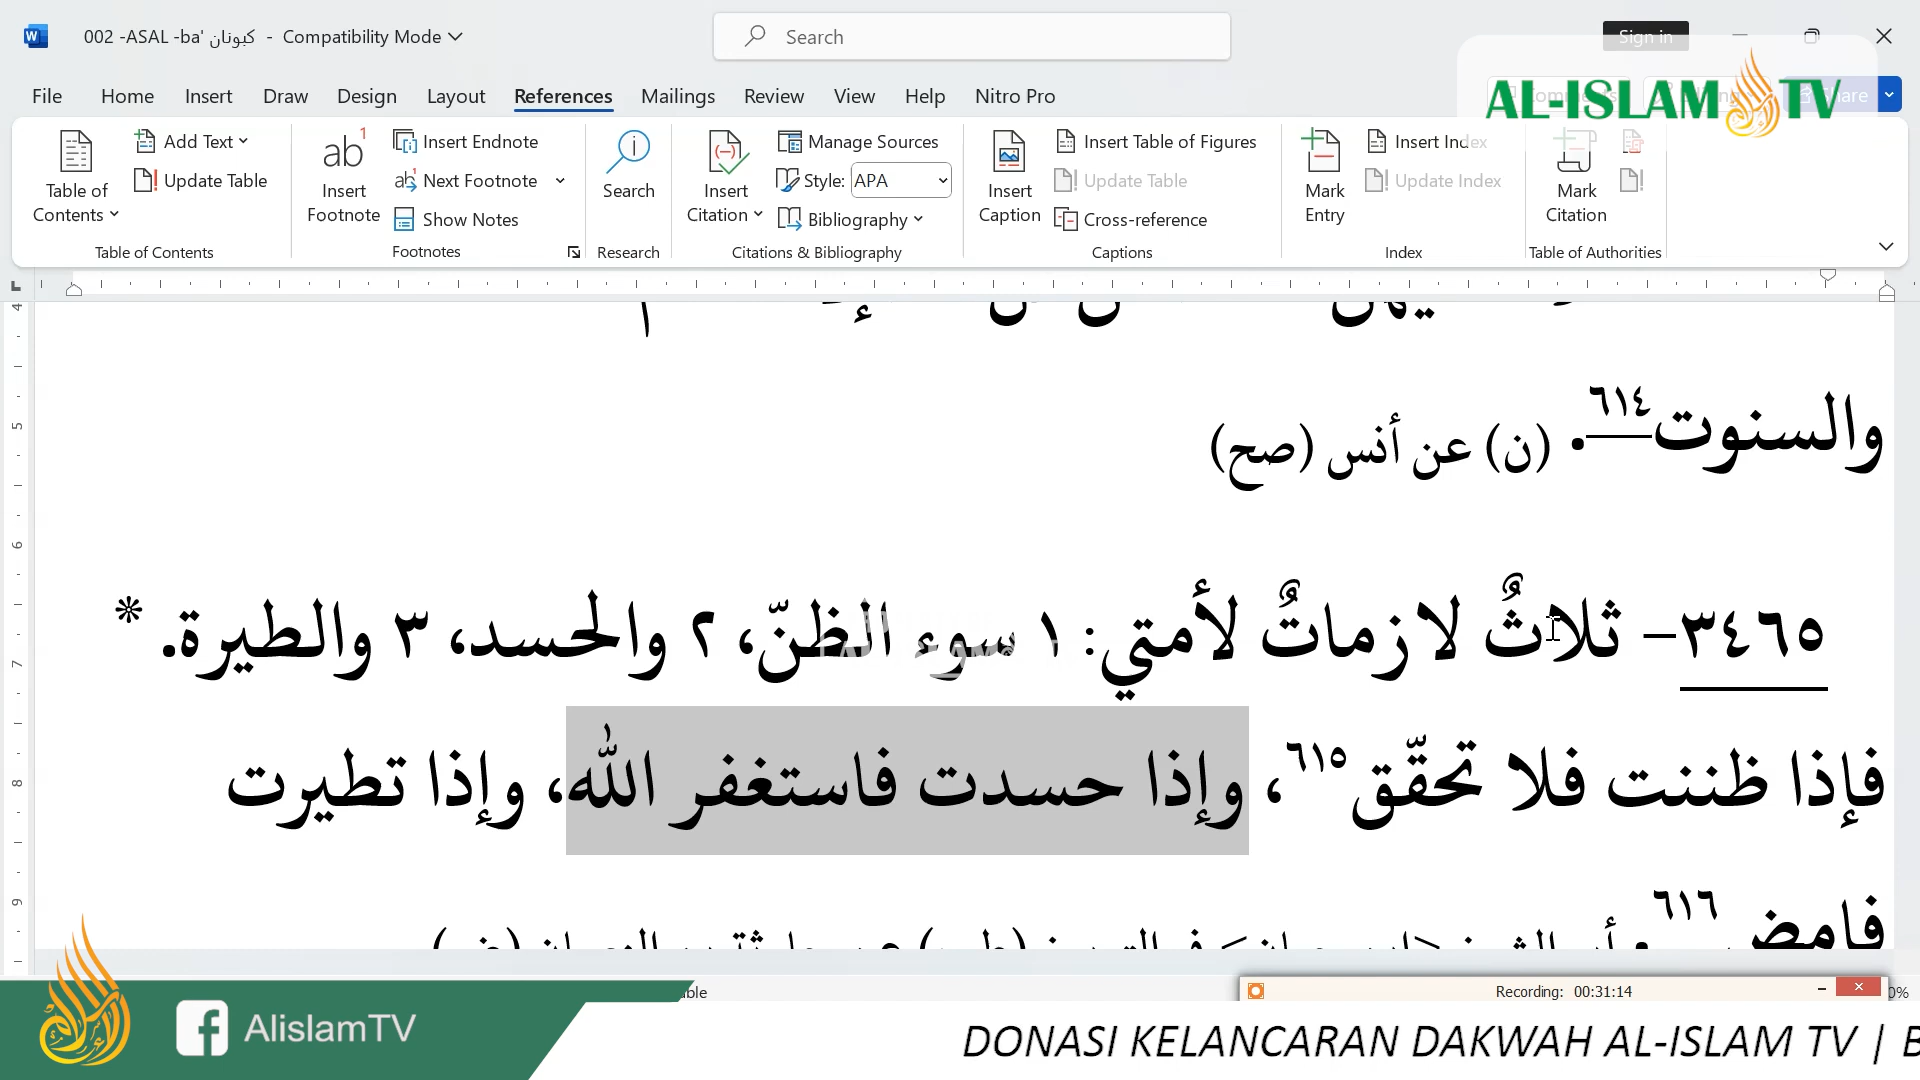 002 -ASAL -ba' کبونان - Compatibility Mode
Search
Sign in
AL-ISLAM TV
File Home Insert Draw Design Layout References Mailings Review View Help Nitro Pro
Share
Table of Contents
Add Text
Update Table
Table of Contents
ab
Insert Footnote
Insert Endnote
Next Footnote
Show Notes
Footnotes
Search
Research
Insert Citation
Manage Sources
Style: APA
Bibliography
Citations & Bibliography
Insert Caption
Insert Table of Figures
Update Table
Cross-reference
Captions
Mark Entry
Insert Index
Update Index
Index
Mark Citation
Table of Authorities
والسنوت٦١٤. (ن) عن أنس (صح)
٣٤٦٥- ثلاثٌ لازماتٌ لأمتي: ١ سوء الظنّ، ٢ والحسد، ٣ والطيرة. *
فإذا ظننت فلا تحقّق٦١٥، وإذا حسدت فاستغفر الله، وإذا تطيرت
فامض٦١٦.
Recording: 00:31:14
0%
AlislamTV
DONASI KELANCARAN DAKWAH AL-ISLAM TV | B